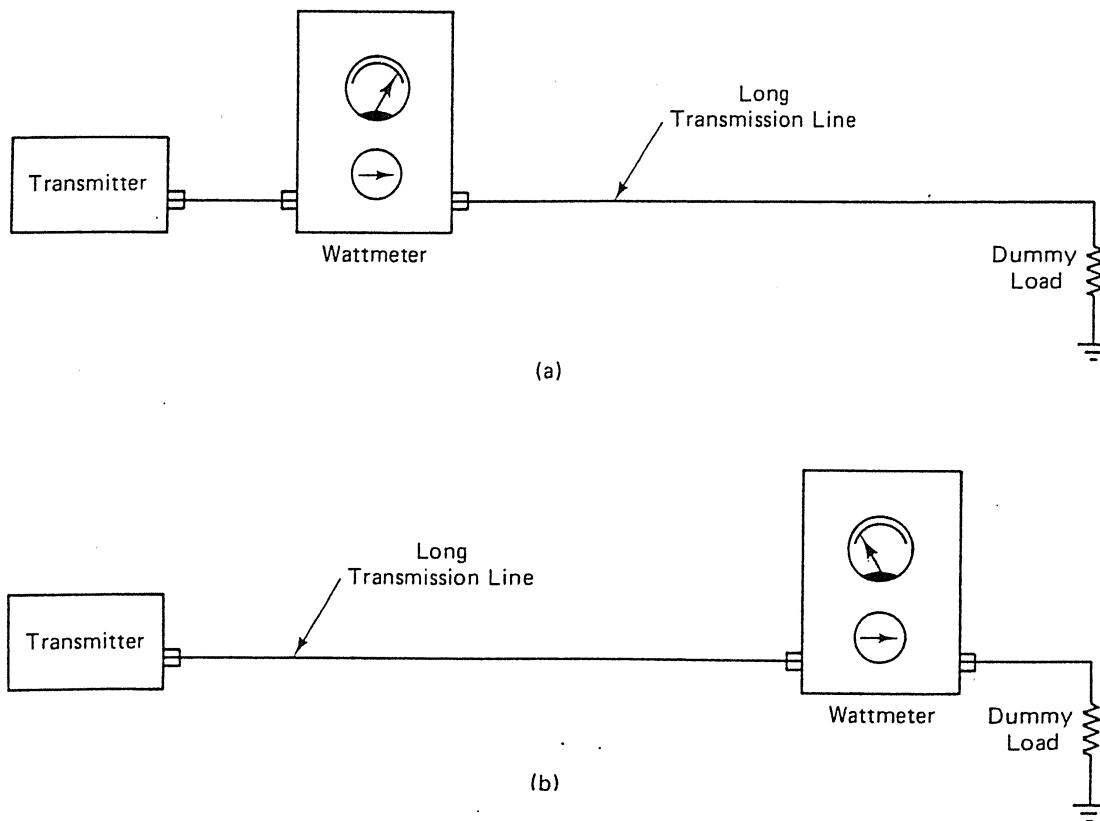 Long
Transmission Line
Transmitter
Wattmeter
Dummy
Load
(a)
Long
Transmission Line
Transmitter
Wattmeter
Dummy
Load
(b)